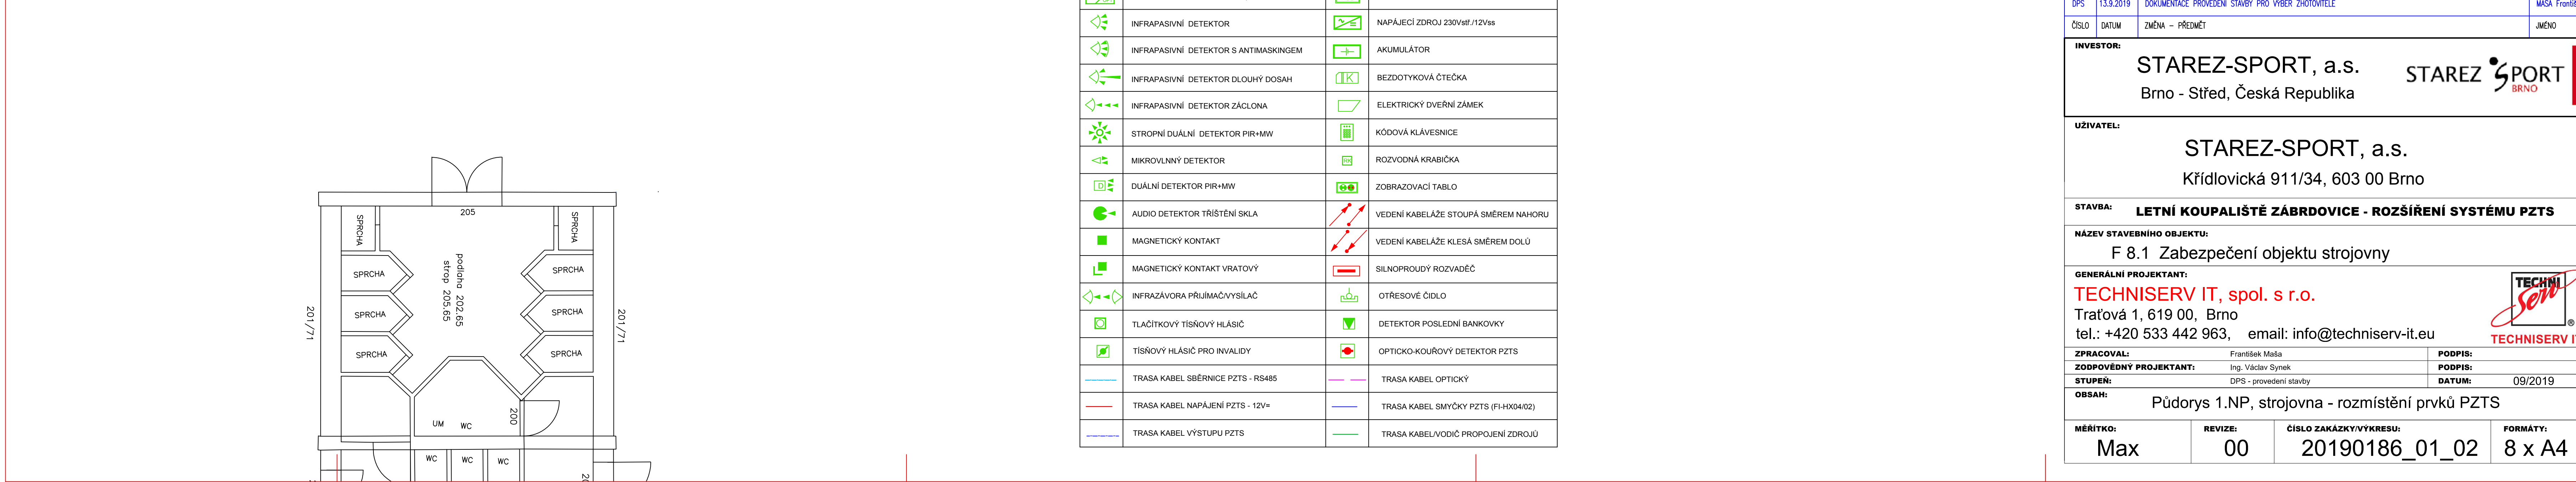 205
SPRCHA
SPRCHA
podlaha 202.65
strop 205.65
SPRCHA
SPRCHA
SPRCHA
SPRCHA
201/71
201/71
SPRCHA
SPRCHA
200
UM
WC
WC
WC
WC
INFRAPASIVNÍ DETEKTOR
NAPÁJECÍ ZDROJ 230Vstř./12Vss
INFRAPASIVNÍ DETEKTOR S ANTIMASKINGEM
AKUMULÁTOR
INFRAPASIVNÍ DETEKTOR DLOUHÝ DOSAH
K
BEZDOTYKOVÁ ČTEČKA
INFRAPASIVNÍ DETEKTOR ZÁCLONA
ELEKTRICKÝ DVEŘNÍ ZÁMEK
STROPNÍ DUÁLNÍ DETEKTOR PIR+MW
KÓDOVÁ KLÁVESNICE
MIKROVLNNÝ DETEKTOR
RK
ROZVODNÁ KRABIČKA
D
DUÁLNÍ DETEKTOR PIR+MW
ZOBRAZOVACÍ TABLO
AUDIO DETEKTOR TŘÍŠTĚNÍ SKLA
VEDENÍ KABELÁŽE STOUPÁ SMĚREM NAHORU
MAGNETICKÝ KONTAKT
VEDENÍ KABELÁŽE KLESÁ SMĚREM DOLŮ
MAGNETICKÝ KONTAKT VRATOVÝ
SILNOPROUDÝ ROZVADĚČ
INFRAZÁVORA PŘIJÍMAČ/VYSÍLAČ
OTŘESOVÉ ČIDLO
TLAČÍTKOVÝ TÍSŇOVÝ HLÁSIČ
DETEKTOR POSLEDNÍ BANKOVKY
TÍSŇOVÝ HLÁSIČ PRO INVALIDY
OPTICKO-KOUŘOVÝ DETEKTOR PZTS
TRASA KABEL SBĚRNICE PZTS - RS485
TRASA KABEL OPTICKÝ
TRASA KABEL NAPÁJENÍ PZTS - 12V=
TRASA KABEL SMYČKY PZTS (FI-HX04/02)
TRASA KABEL VÝSTUPU PZTS
TRASA KABEL/VODIČ PROPOJENÍ ZDROJŮ
DPS 13.9.2019 DOKUMENTACE PROVEDENÍ STAVBY PRO VÝBĚR ZHOTOVITELE MAŠA
ČÍSLO DATUM ZMĚNA – PŘEDMĚT JMÉNO
INVESTOR:
STAREZ-SPORT, a.s.
Brno - Střed, Česká Republika
STAREZ SPORT
BRNO
UŽIVATEL:
STAREZ-SPORT, a.s.
Křídlovická 911/34, 603 00 Brno
STAVBA: LETNÍ KOUPALIŠTĚ ZÁBRDOVICE - ROZŠÍŘENÍ SYSTÉMU PZTS
NÁZEV STAVEBNÍHO OBJEKTU:
F 8.1 Zabezpečení objektu strojovny
GENERÁLNÍ PROJEKTANT:
TECHNISERV IT, spol. s r.o.
Traťová 1, 619 00, Brno
tel.: +420 533 442 963, email: info@techniserv-it.eu
TECHNI
Serv
®
TECHNISERV
ZPRACOVAL: František Maša PODPIS:
ZODPOVĚDNÝ PROJEKTANT: Ing. Václav Synek PODPIS:
STUPEŇ: DPS - provedení stavby DATUM: 09/2019
OBSAH:
Půdorys 1.NP, strojovna - rozmístění prvků PZTS
MĚŘÍTKO: REVIZE: ČÍSLO ZAKÁZKY/VÝKRESU: FORMÁTY:
Max 00 20190186_01_02 8 x A4